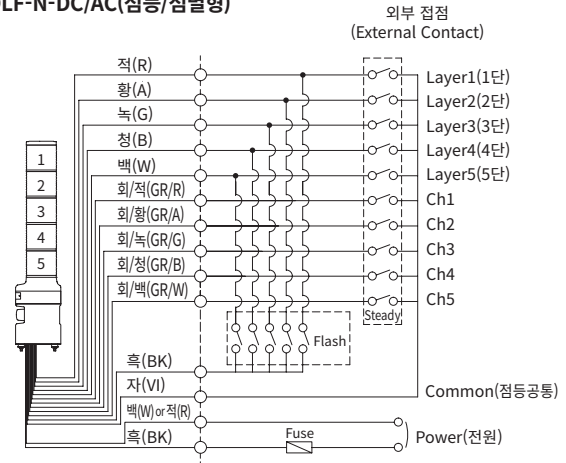 LF-N-DC/AC(점등/점멸형)
외부 접점
(External Contact)
적(R)
Layer1(1단)
황(A)
Layer2(2단)
녹(G)
Layer3(3단)
청(B)
Layer4(4단)
백(W)
Layer5(5단)
회/적(GR/R)
Ch1
회/황(GR/A)
Ch2
회/녹(GR/G)
Ch3
회/청(GR/B)
Ch4
회/백(GR/W)
Ch5
1
2
3
4
5
Steady
Flash
흑(BK)
자(VI)
Common(점등공통)
백(W) or 적(R)
흑(BK)
Fuse
Power(전원)